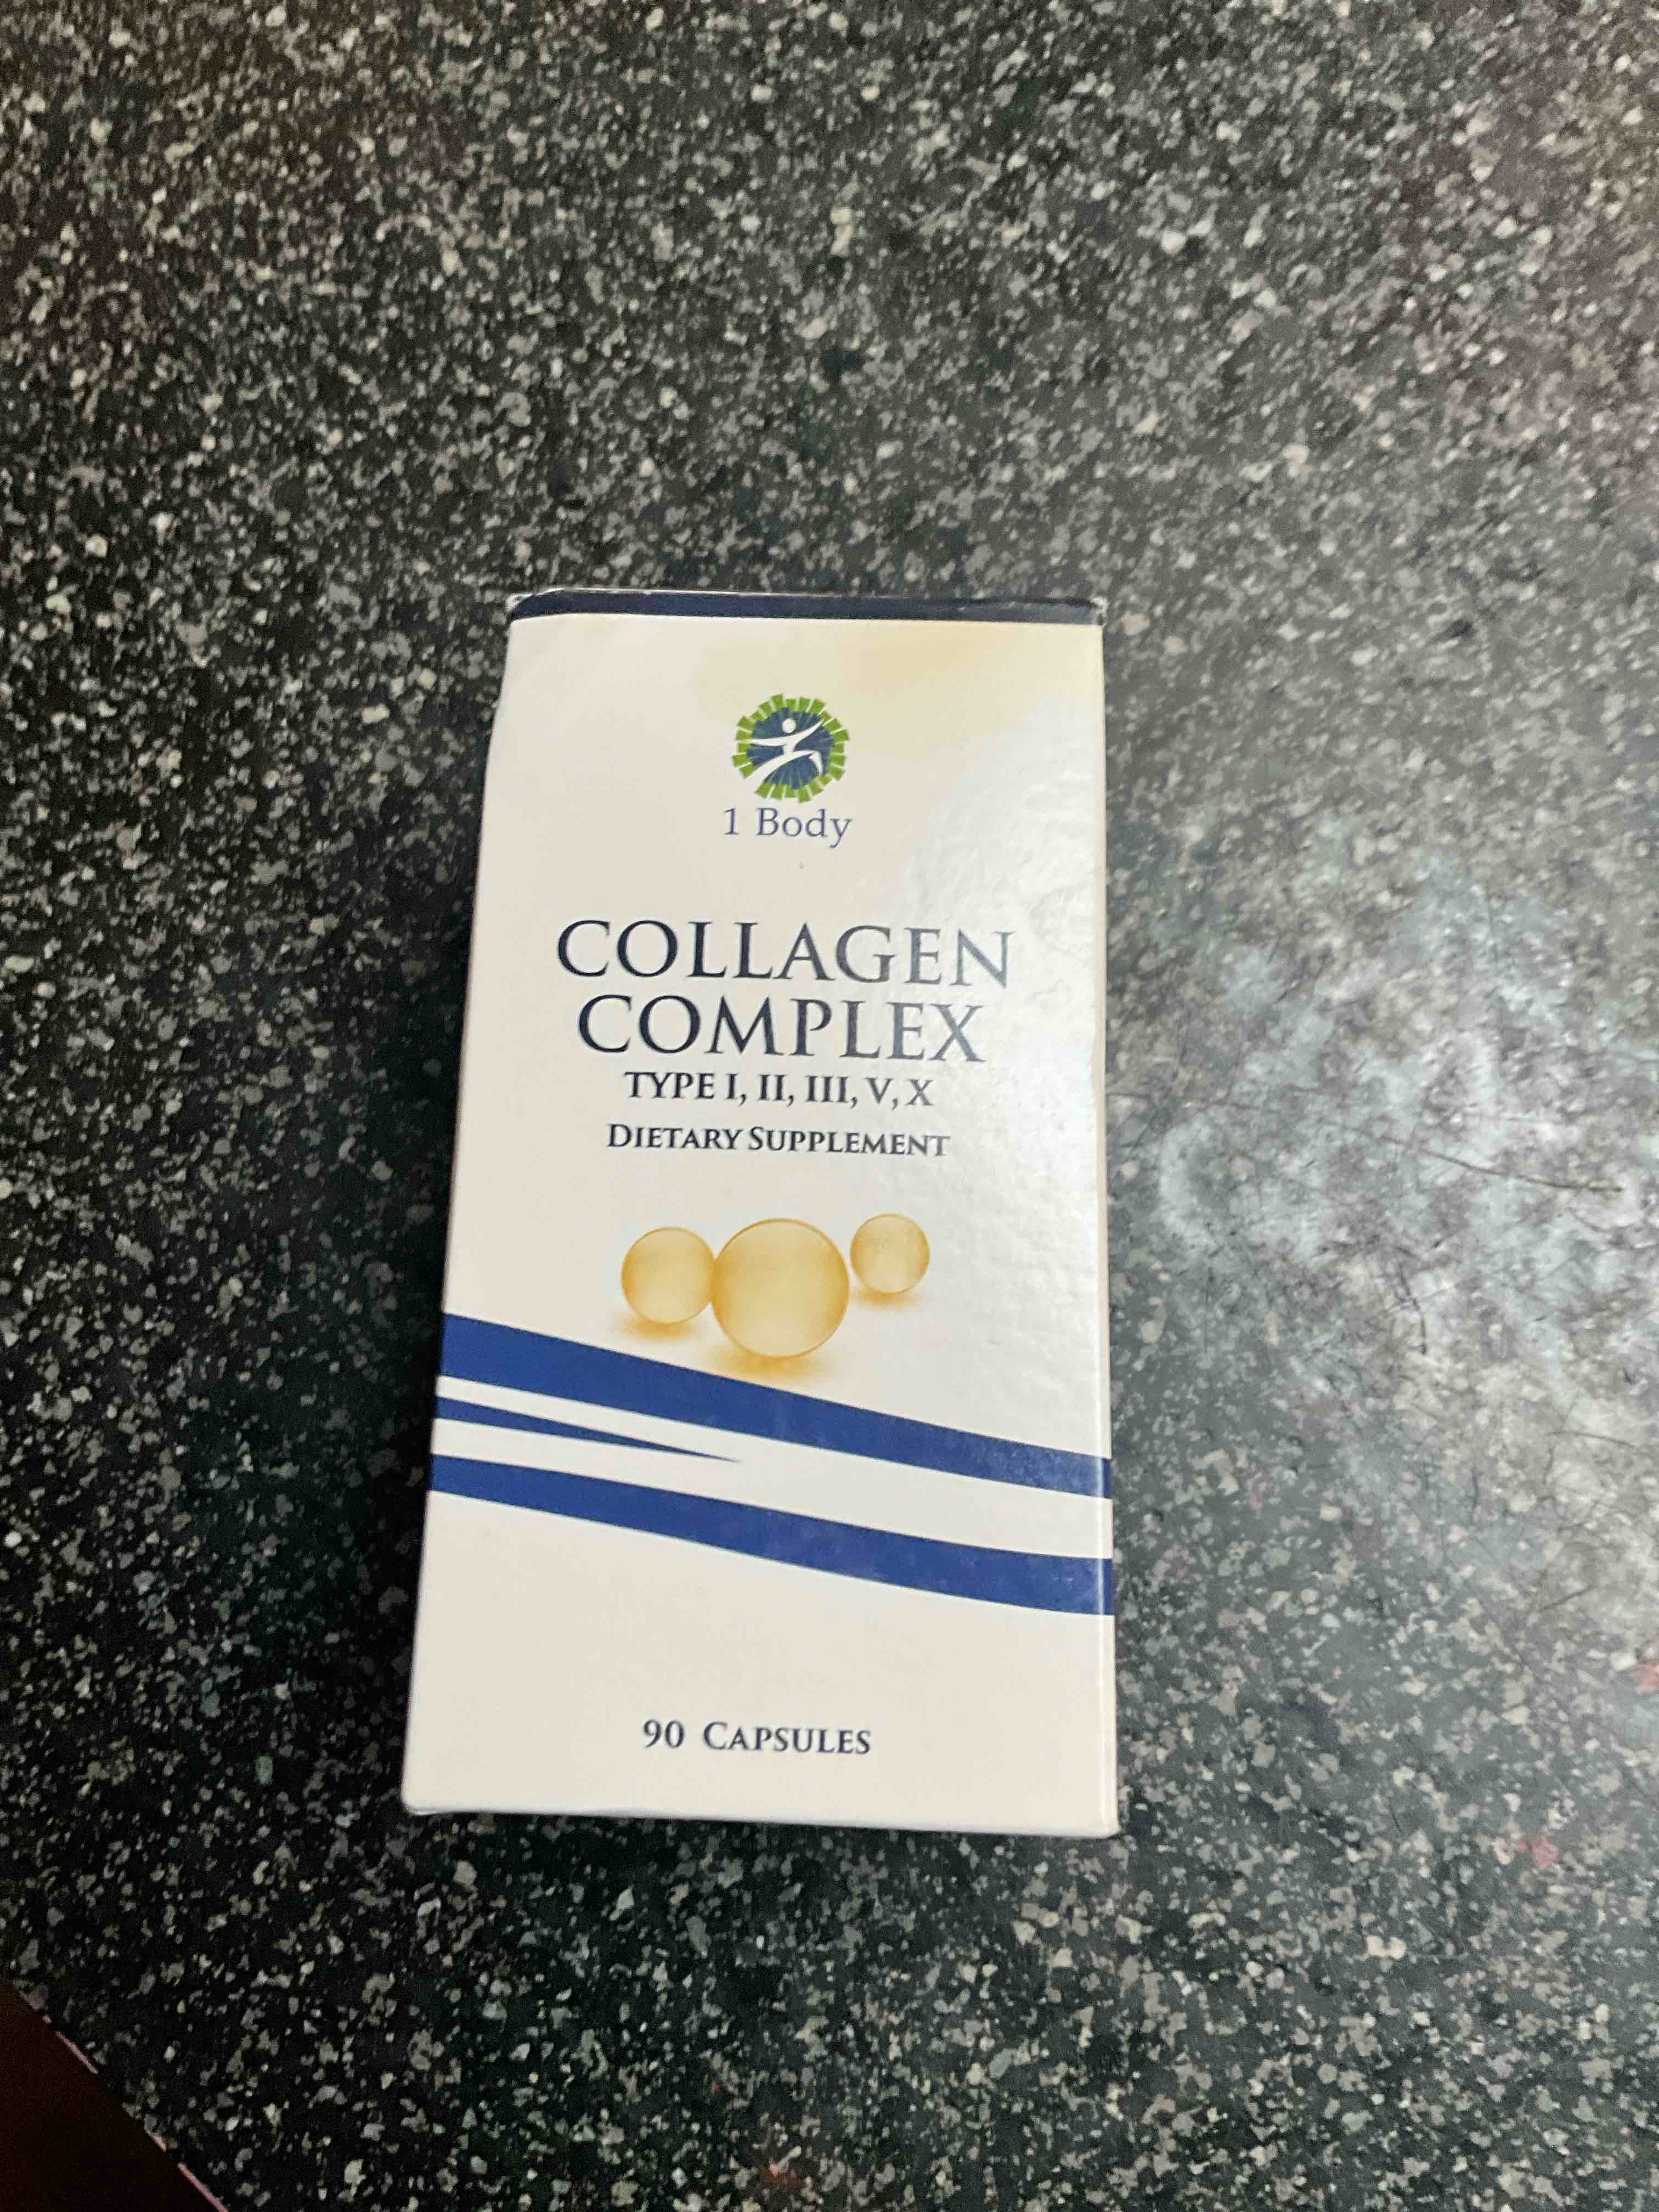 1 Body
COLLAGEN
COMPLEX
TYPE I, II, III, V, X
DIETARY SUPPLEMENT
90 CAPSULES